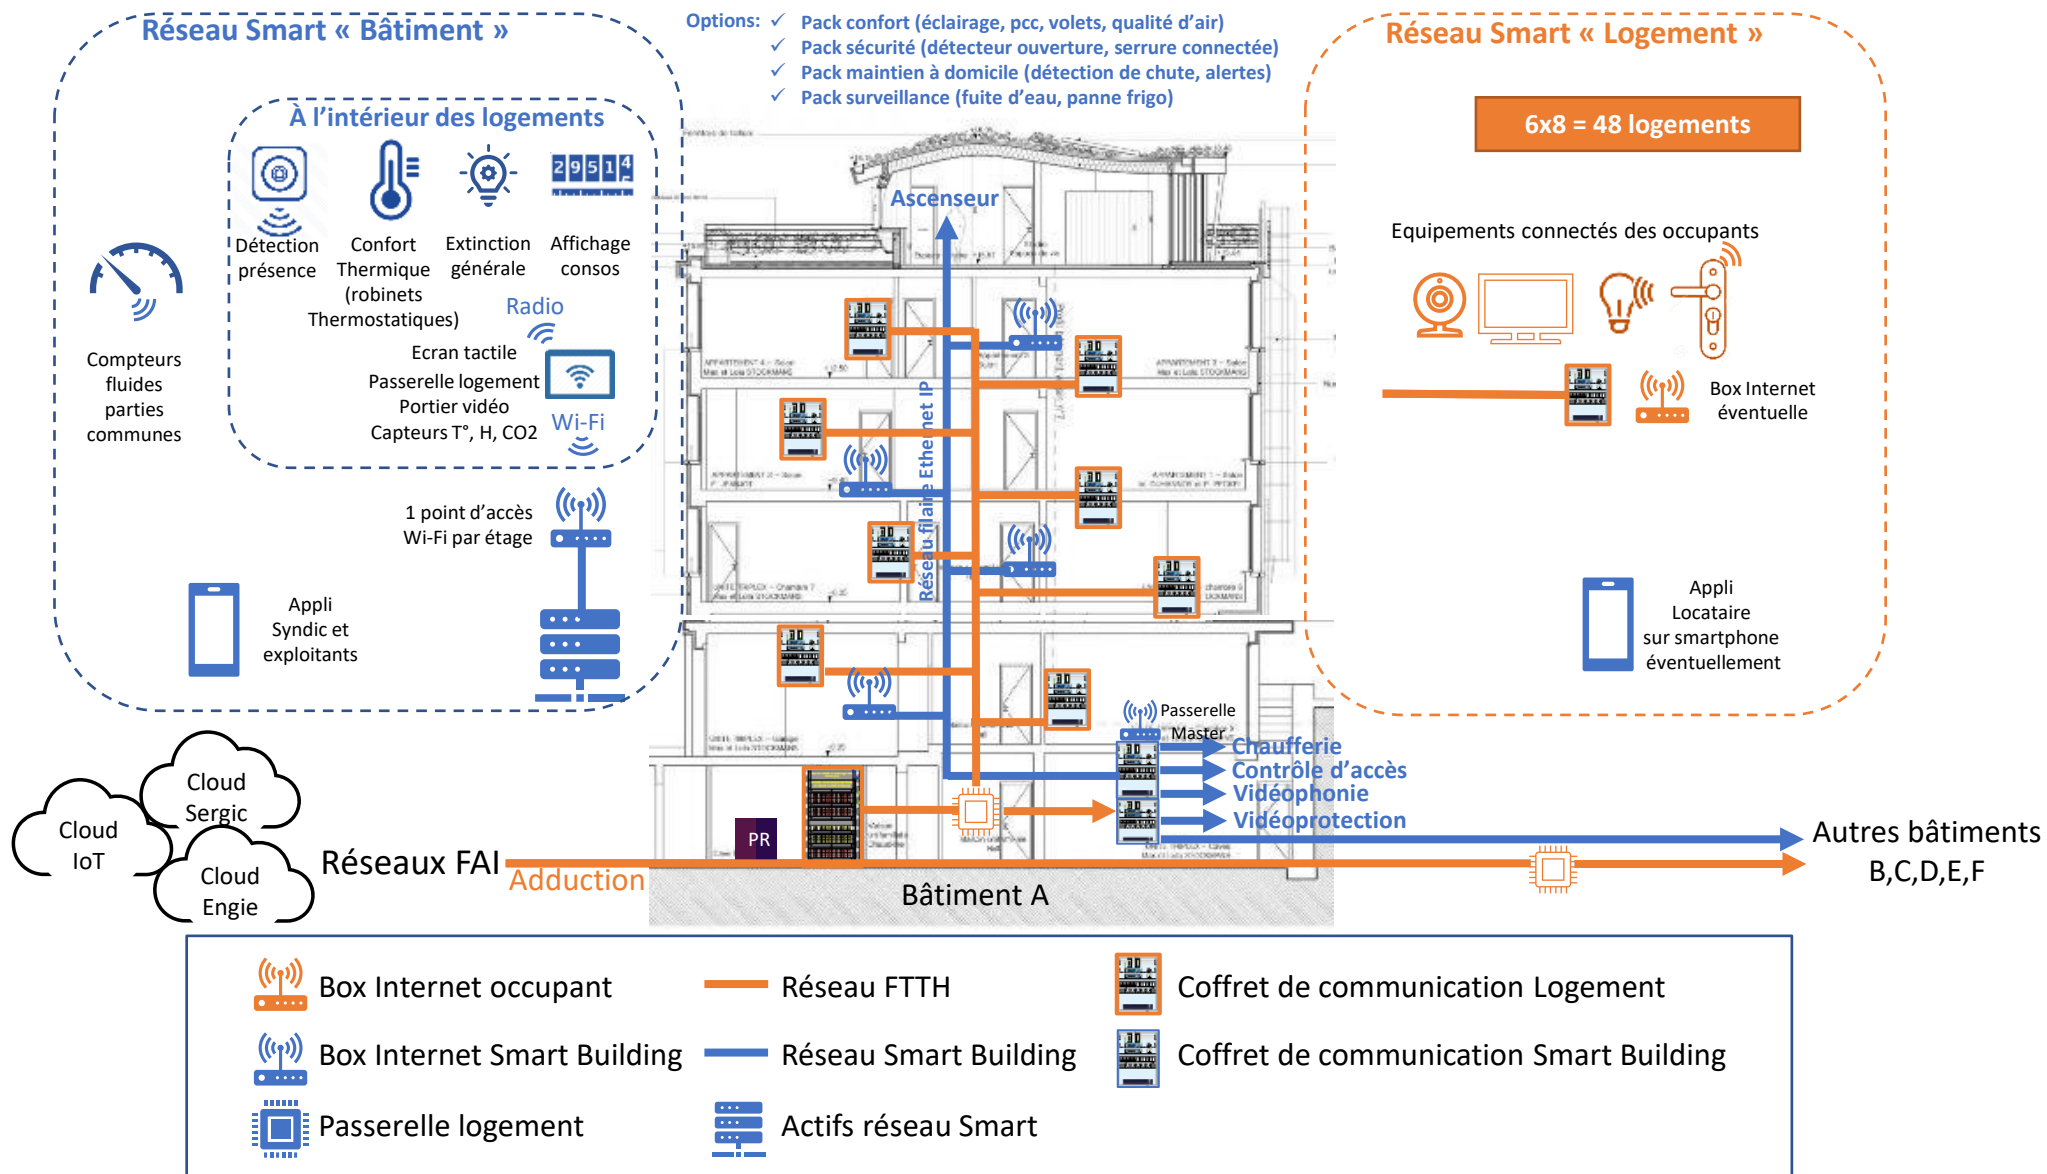 Réseau Smart « Bâtiment »
À l’intérieur des logements
Détection
présence
Confort
Thermique
(robinets
Thermostatiques)
Extinction
générale
29514
Affichage
consos
Radio
Ecran tactile
Passerelle logement
Portier vidéo
Capteurs T°, H, CO2
Wi-Fi
Compteurs
fluides
parties
communes
1 point d’accès
Wi-Fi par étage
Appli
Syndic et
exploitants
Options: ✓ Pack confort (éclairage, pcc, volets, qualité d’air)
✓ Pack sécurité (détecteur ouverture, serrure connectée)
✓ Pack maintien à domicile (détection de chute, alertes)
✓ Pack surveillance (fuite d’eau, panne frigo)
Ascenseur
Réseau filaire Ethernet IP
Passerelle
Master
Chaufferie
Contrôle d’accès
Vidéophonie
Vidéoprotection
PR
Bâtiment A
Réseau Smart « Logement »
6x8 = 48 logements
Equipements connectés des occupants
Box Internet
éventuelle
Appli
Locataire
sur smartphone
éventuellement
Cloud
Sergic
Cloud
IoT
Cloud
Engie
Réseaux FAI
Adduction
Autres bâtiments
B,C,D,E,F
Box Internet occupant
Réseau FTTH
Coffret de communication Logement
Box Internet Smart Building
Réseau Smart Building
Coffret de communication Smart Building
Passerelle logement
Actifs réseau Smart